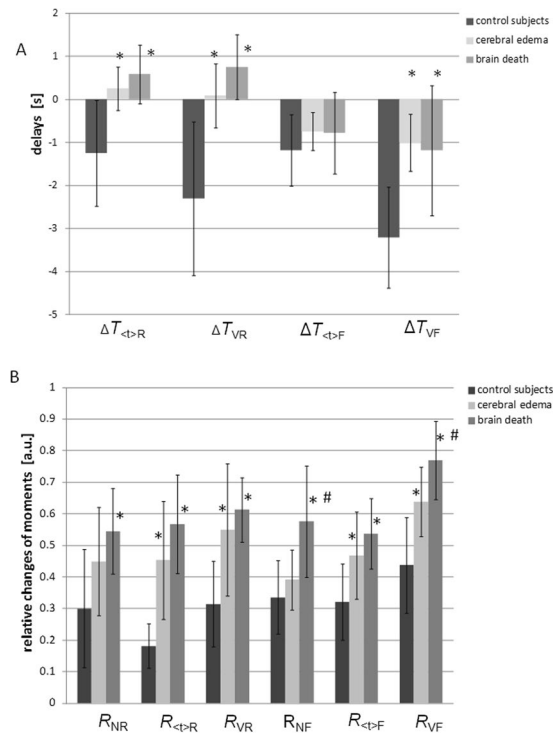 control subjects
cerebral edema
brain death
A
delays [s]
2
1
0
-1
-2
-3
-4
-5
* * * * * *
ΔT<t>R ΔTVR ΔT<t>F ΔTVF
B
control subjects
cerebral edema
brain death
relative changes of moments [a.u.]
1
0.9
0.8
0.7
0.6
0.5
0.4
0.3
0.2
0.1
0
* * * * * * # * * * * #
RNR R<t>R RVR RNF R<t>F RVF